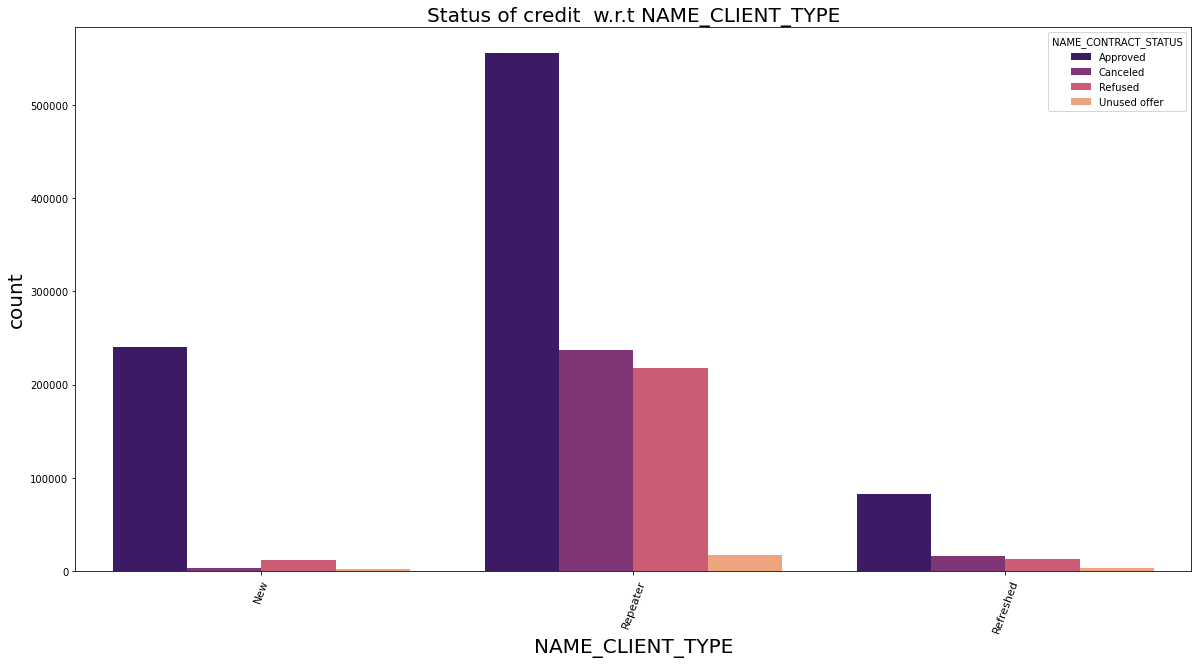 Status of credit  w.r.t NAME_CLIENT_TYPE
NAME_CONTRACT_STATUS
Approved
Canceled
Refused
Unused offer
count
500000
400000
300000
200000
100000
0
New
Repeater
Refreshed
NAME_CLIENT_TYPE